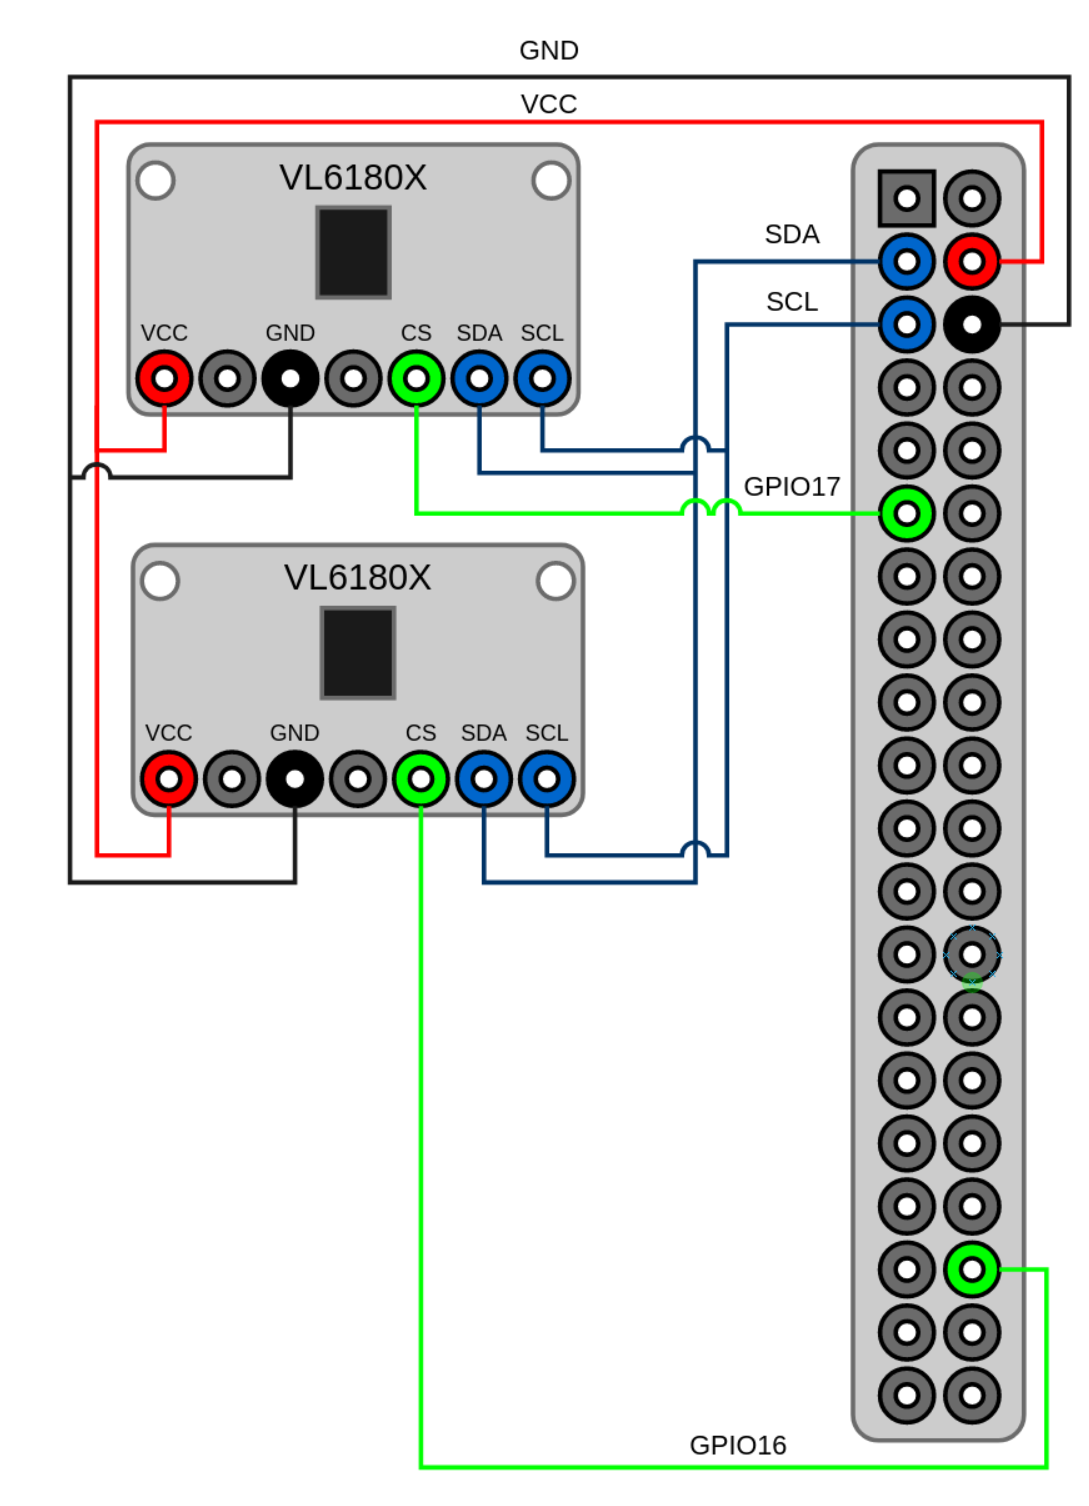 GND
VCC
VL6180X
SDA
SCL
VCC GND CS SDA SCL
GPIO17
VL6180X
VCC GND CS SDA SCL
GPIO16